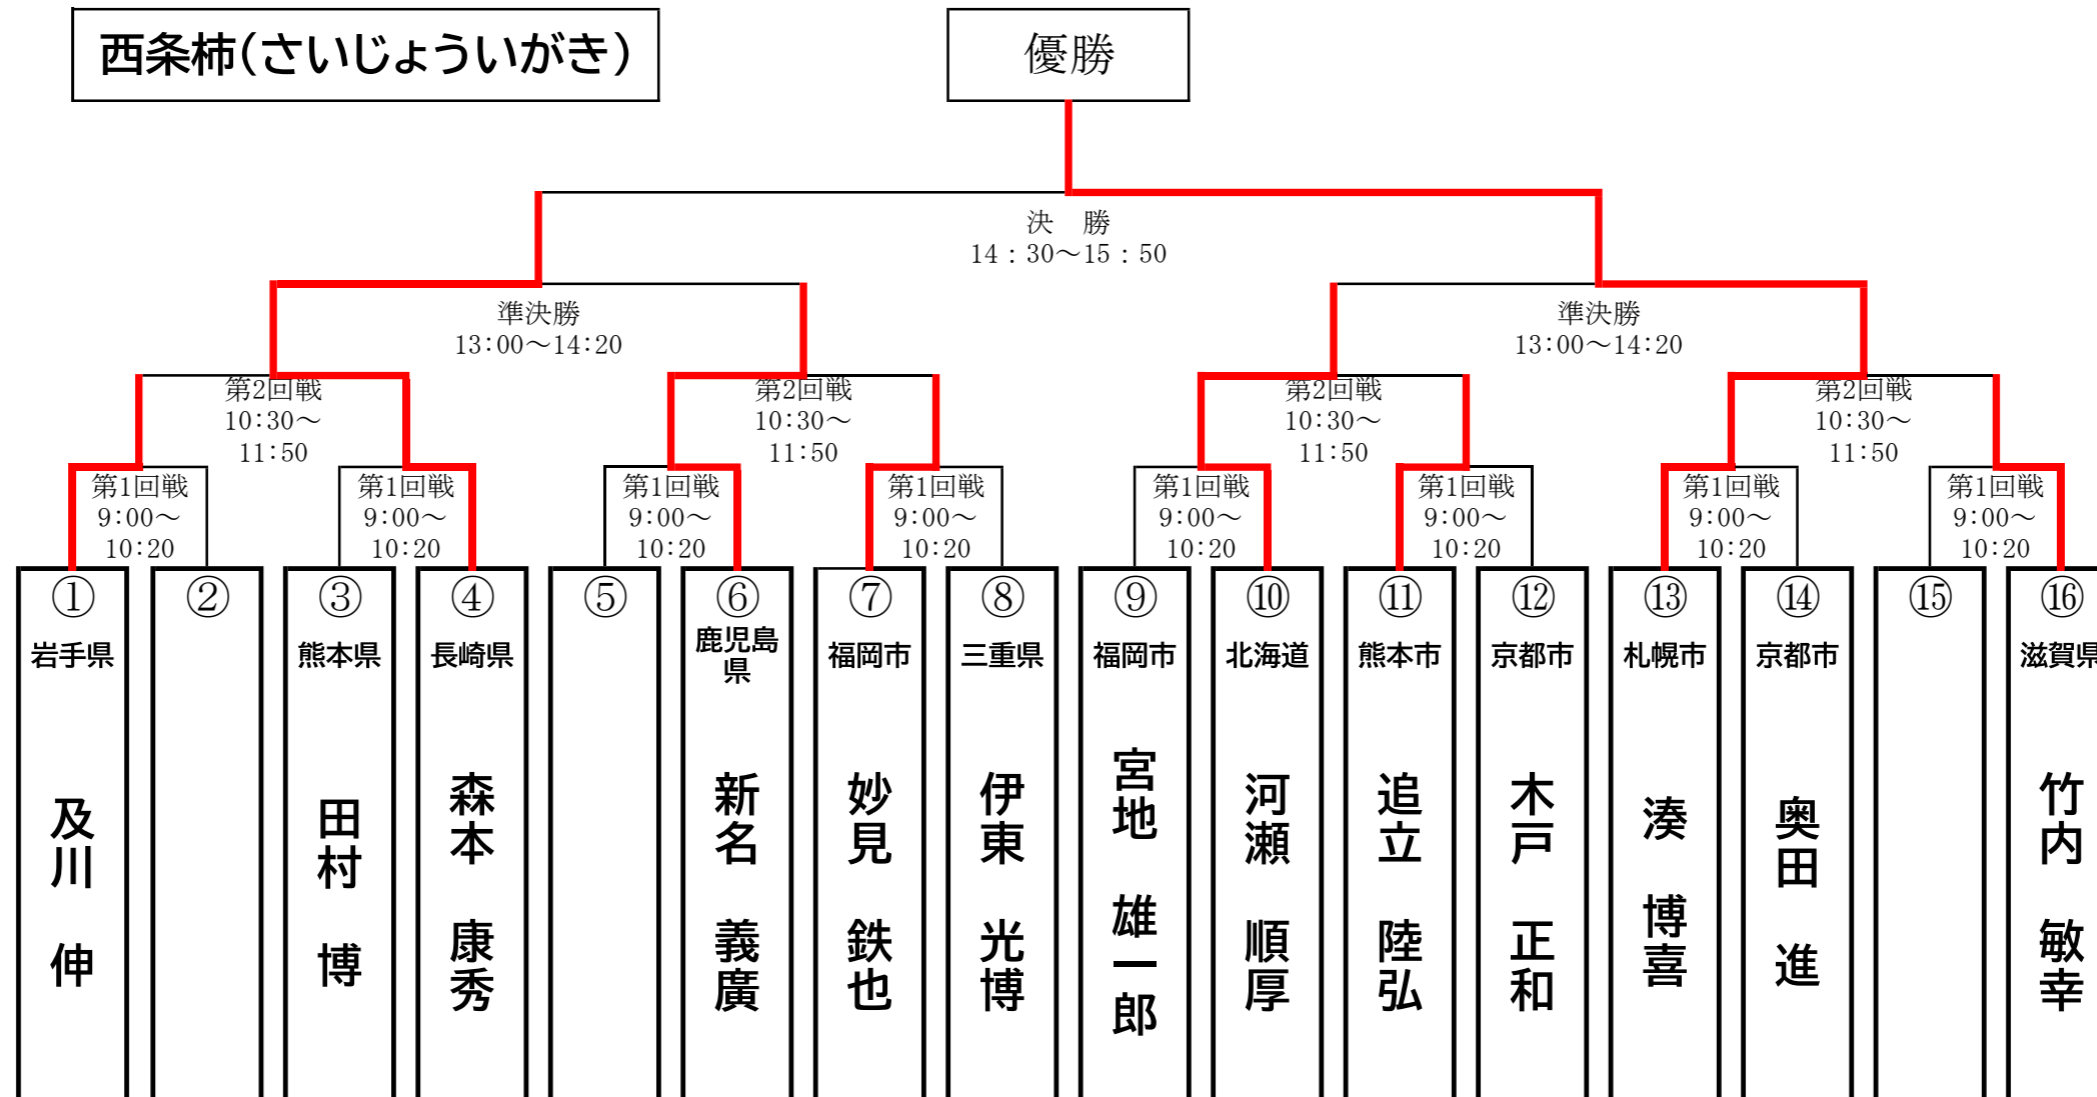 西条柿(さいじょういがき)
優勝
決　勝
14：30～15：50
準決勝
13:00～14:20
準決勝
13:00～14:20
第2回戦
10:30～
11:50
第2回戦
10:30～
11:50
第2回戦
10:30～
11:50
第2回戦
10:30～
11:50
第1回戦
9:00～
10:20
第1回戦
9:00～
10:20
第1回戦
9:00～
10:20
第1回戦
9:00～
10:20
第1回戦
9:00～
10:20
第1回戦
9:00～
10:20
第1回戦
9:00～
10:20
第1回戦
9:00～
10:20
①
岩手県
及川　伸
②
③
熊本県
田村　博
④
長崎県
森本　康秀
⑤
⑥
鹿児島
県
新名　義廣
⑦
福岡市
妙見　鉄也
⑧
三重県
伊東　光博
⑨
福岡市
宮地　雄一郎
⑩
北海道
河瀬　順厚
⑪
熊本市
追立　陸弘
⑫
京都市
木戸　正和
⑬
札幌市
湊　博喜
⑭
京都市
奥田　進
⑮
⑯
滋賀県
竹内　敏幸